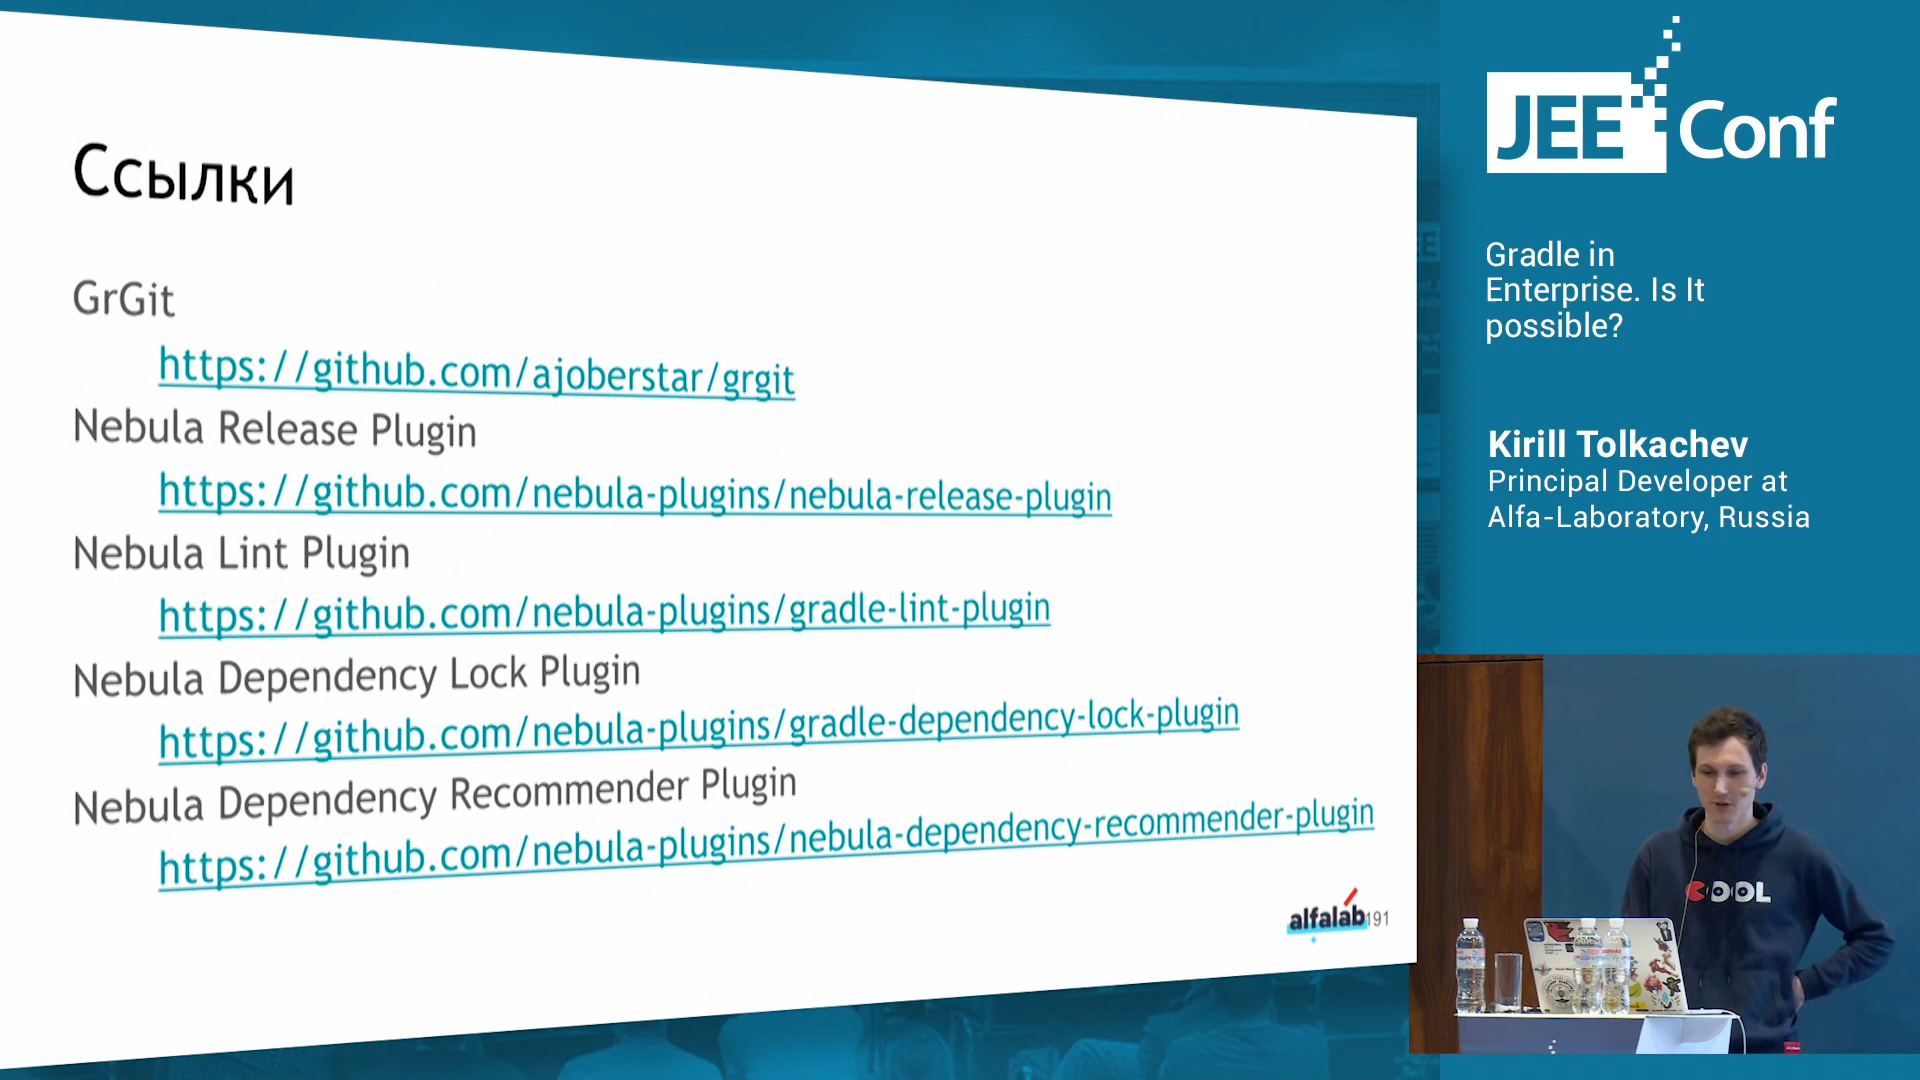 Ссылки
GrGit
https://github.com/ajoberstar/grgit
Nebula Release Plugin
https://github.com/nebula-plugins/nebula-release-plugin
Nebula Lint Plugin
https://github.com/nebula-plugins/gradle-lint-plugin
Nebula Dependency Lock Plugin
https://github.com/nebula-plugins/gradle-dependency-lock-plugin
Nebula Dependency Recommender Plugin
https://github.com/nebula-plugins/nebula-dependency-recommender-plugin
alfalab 191
JEE Conf
Gradle in
Enterprise. Is It
possible?
Kirill Tolkachev
Principal Developer at
Alfa-Laboratory, Russia
COOL